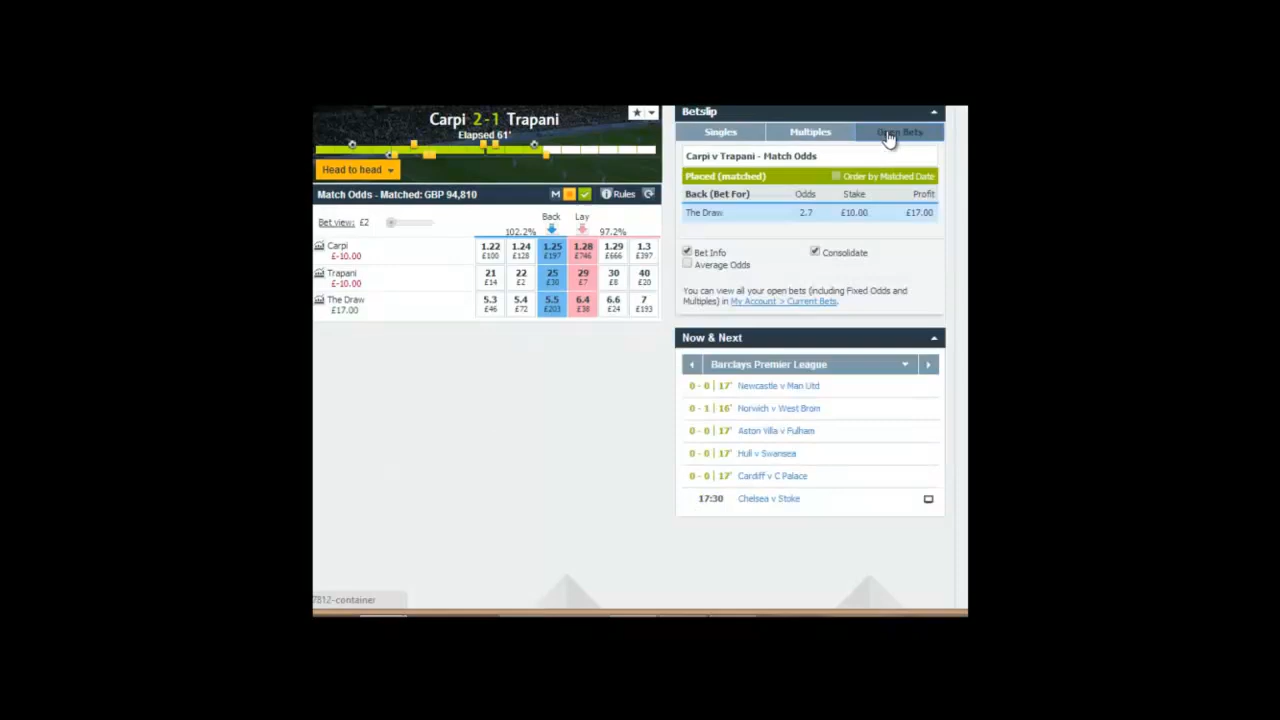 Carpi 2-1 Trapani
Elapsed 61'
Head to head
Match Odds - Matched: GBP 94,810 M Rules
Bet view: £2
Back Lay
102.2% 97.2%
Carpi 1.22 1.24 1.25 1.28 1.29 1.3
£-10.00 £100 £128 £197 £746 £666 £397
Trapani 21 22 25 29 30 40
£-10.00 £14 £2 £30 £7 £8 £20
The Draw 5.3 5.4 5.5 6.4 6.6 7
£17.00 £46 £72 £203 £38 £24 £193
7812-container
Betslip
Singles Multiples Open Bets
Carpi v Trapani - Match Odds
Placed (matched) Order by Matched Date
Back (Bet For) Odds Stake Profit
The Draw 2.7 £10.00 £17.00
Bet Info Consolidate
Average Odds
You can view all your open bets (including Fixed Odds and
Multiples) in My Account > Current Bets.
Now & Next
Barclays Premier League
0 - 0 | 17' Newcastle v Man Utd
0 - 1 | 16' Norwich v West Brom
0 - 0 | 17' Aston Villa v Fulham
0 - 0 | 17' Hull v Swansea
0 - 0 | 17' Cardiff v C Palace
17:30 Chelsea v Stoke